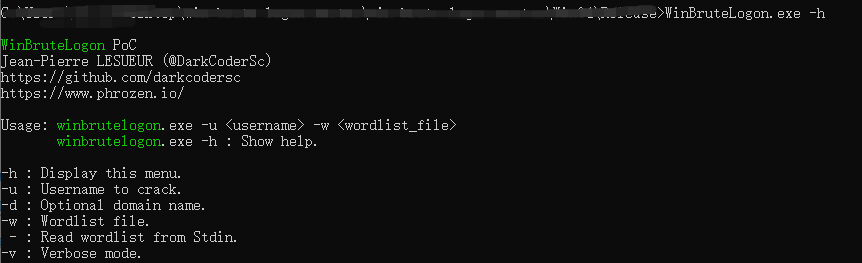 WinBruteLogon.exe -h
WinBruteLogon PoC
Jean-Pierre LESUEUR (@DarkCoderSc)
https://github.com/darkcodersc
https://www.phrozen.io/
Usage: winbrutelogon.exe -u <username> -w <wordlist_file>
winbrutelogon.exe -h : Show help.
-h : Display this menu.
-u : Username to crack.
-d : Optional domain name.
-w : Wordlist file.
- : Read wordlist from Stdin.
-v : Verbose mode.